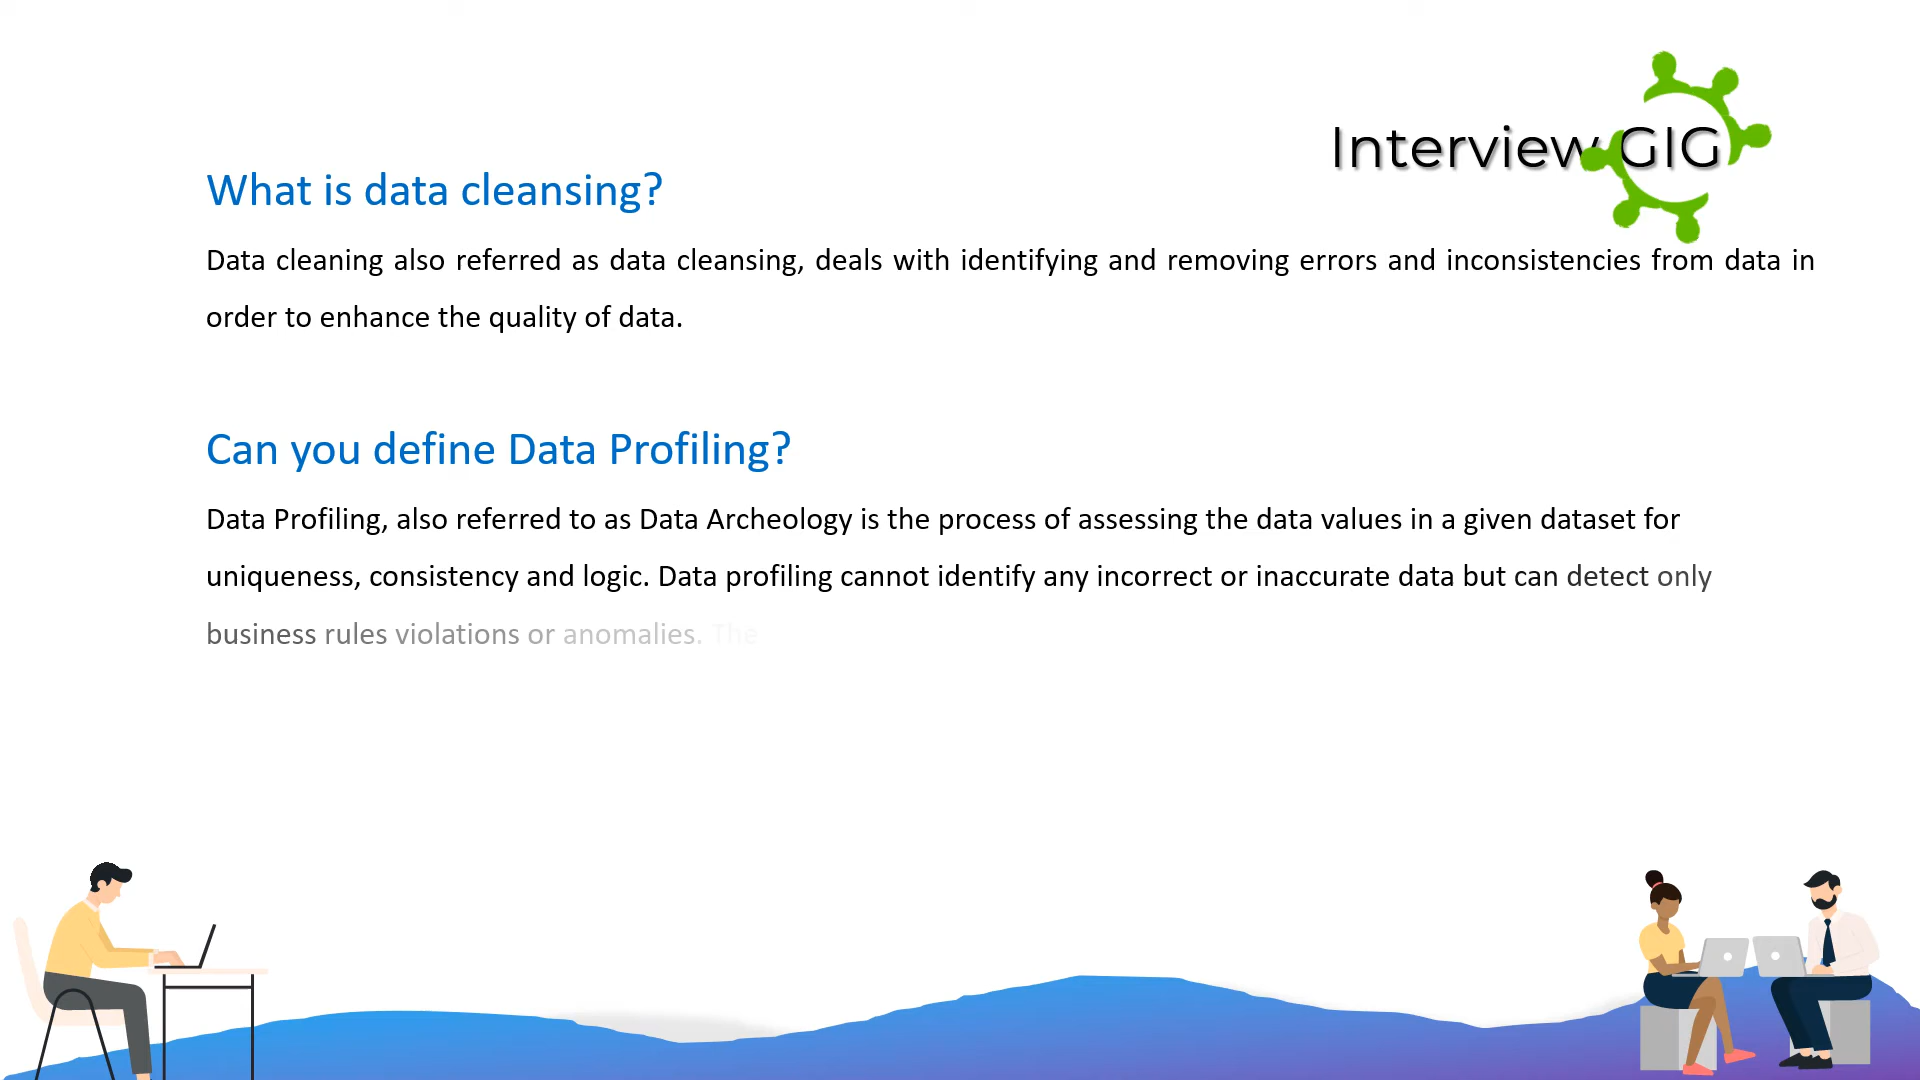 Interview GIG
What is data cleansing?
Data cleaning also referred as data cleansing, deals with identifying and removing errors and inconsistencies from data in
order to enhance the quality of data.
Can you define Data Profiling?
Data Profiling, also referred to as Data Archeology is the process of assessing the data values in a given dataset for
uniqueness, consistency and logic. Data profiling cannot identify any incorrect or inaccurate data but can detect only
business rules violations or anomalies. The